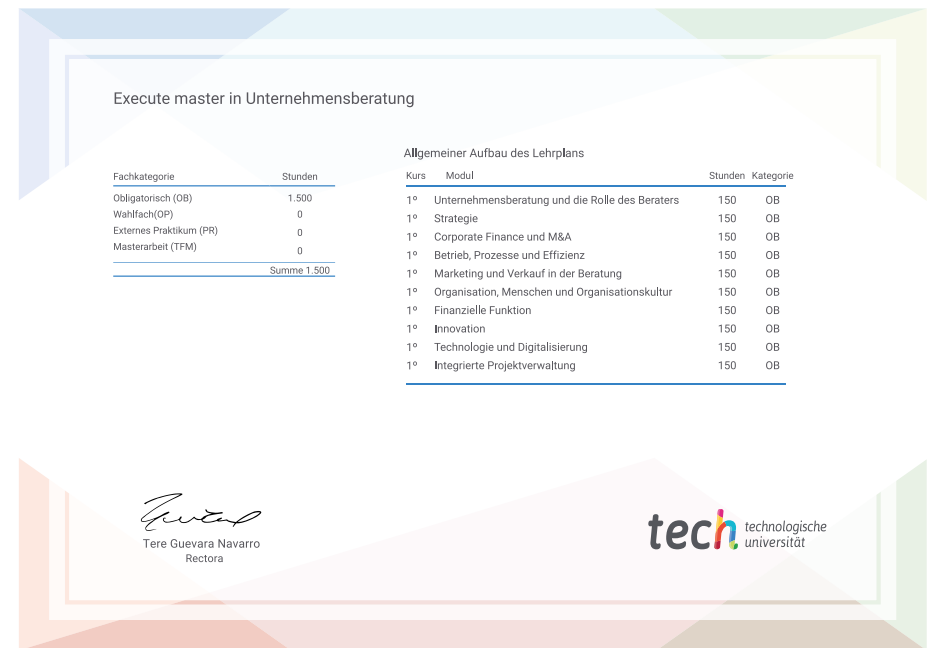 Execute master in Unternehmensberatung
Fachkategorie Stunden
Obligatorisch (OB) 1.500
Wahlfach(OP) 0
Externes Praktikum (PR) 0
Masterarbeit (TFM) 0
Summe 1.500
Allgemeiner Aufbau des Lehrplans
Kurs Modul Stunden Kategorie
1º Unternehmensberatung und die Rolle des Beraters 150 OB
1º Strategie 150 OB
1º Corporate Finance und M&A 150 OB
1º Betrieb, Prozesse und Effizienz 150 OB
1º Marketing und Verkauf in der Beratung 150 OB
1º Organisation, Menschen und Organisationskultur 150 OB
1º Finanzielle Funktion 150 OB
1º Innovation 150 OB
1º Technologie und Digitalisierung 150 OB
1º Integrierte Projektverwaltung 150 OB
Tere Guevara Navarro
Rectora
tech technologische
universität